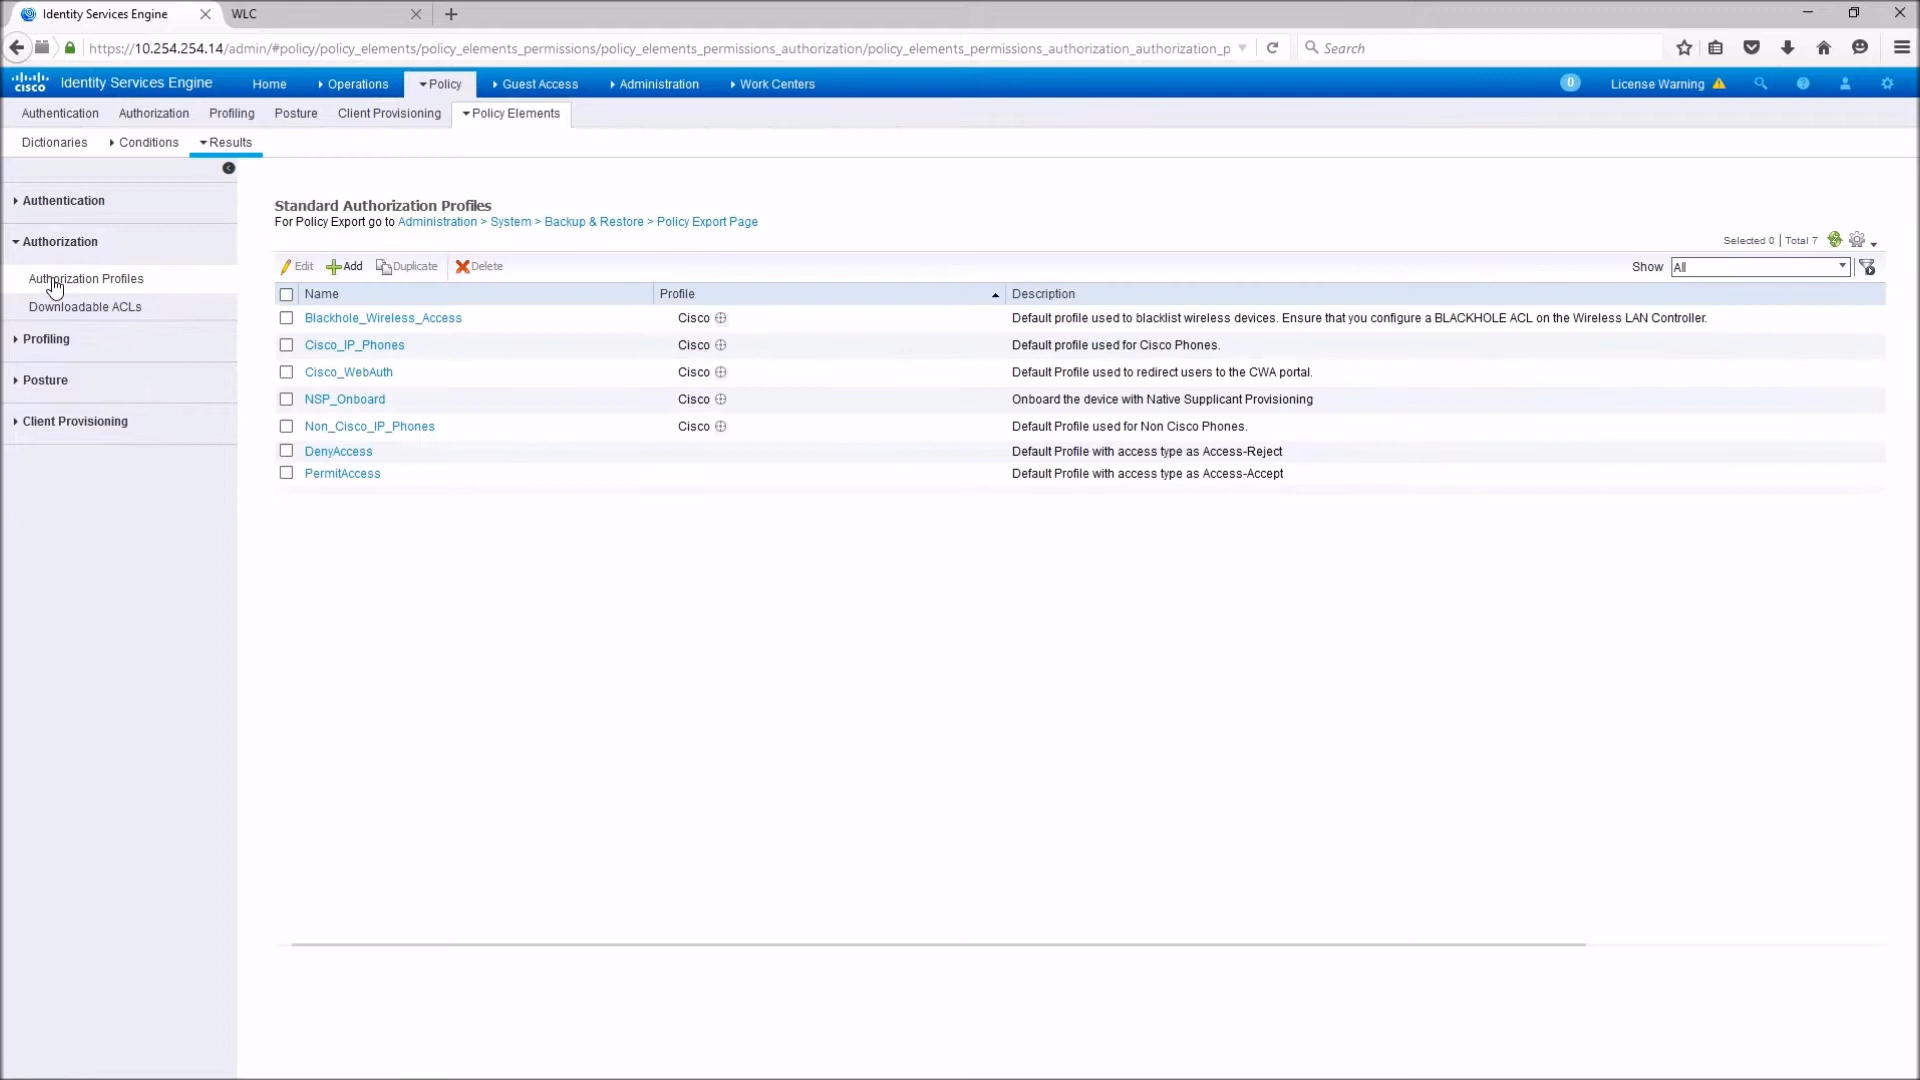 Identity Services Engine
WLC
https://10.254.254.14/admin/#policy/policy_elements/policy_elements_permissions/policy_elements_permissions_authorization/policy_elements_permissions_authorization_authorization_p
Search
cisco Identity Services Engine Home Operations Policy Guest Access Administration Work Centers 0 License Warning
Authentication Authorization Profiling Posture Client Provisioning Policy Elements
Dictionaries Conditions Results
Authentication
Authorization
Authorization Profiles
Downloadable ACLs
Profiling
Posture
Client Provisioning
Standard Authorization Profiles
For Policy Export go to Administration > System > Backup & Restore > Policy Export Page
Selected 0 | Total 7
Edit Add Duplicate Delete Show All
Name Profile Description
Blackhole_Wireless_Access Cisco Default profile used to blacklist wireless devices. Ensure that you configure a BLACKHOLE ACL on the Wireless LAN Controller.
Cisco_IP_Phones Cisco Default profile used for Cisco Phones.
Cisco_WebAuth Cisco Default Profile used to redirect users to the CWA portal.
NSP_Onboard Cisco Onboard the device with Native Supplicant Provisioning
Non_Cisco_IP_Phones Cisco Default Profile used for Non Cisco Phones.
DenyAccess Default Profile with access type as Access-Reject
PermitAccess Default Profile with access type as Access-Accept